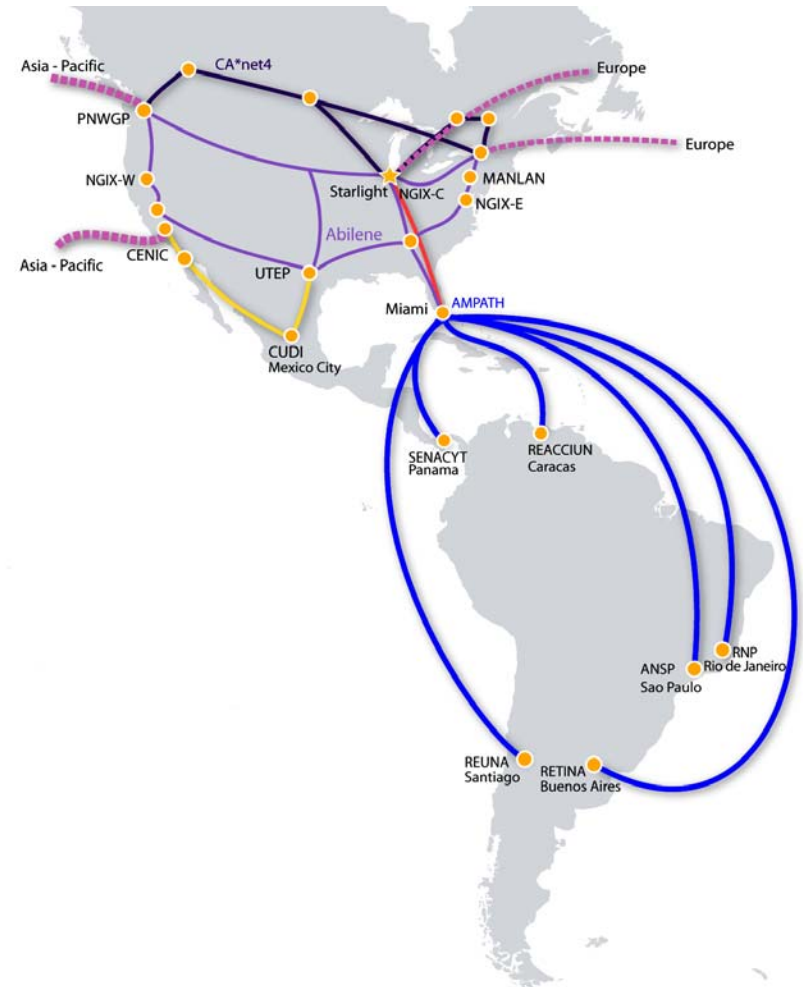 Asia - Pacific
CA*net4
Europe
PNWGP
Europe
NGIX-W
Starlight
NGIX-C
MANLAN
NGIX-E
Abilene
CENIC
Asia - Pacific
UTEP
Miami
AMPATH
CUDI
Mexico City
SENACYT
Panama
REACCIUN
Caracas
RNP
Rio de Janeiro
ANSP
Sao Paulo
REUNA
Santiago
RETINA
Buenos Aires